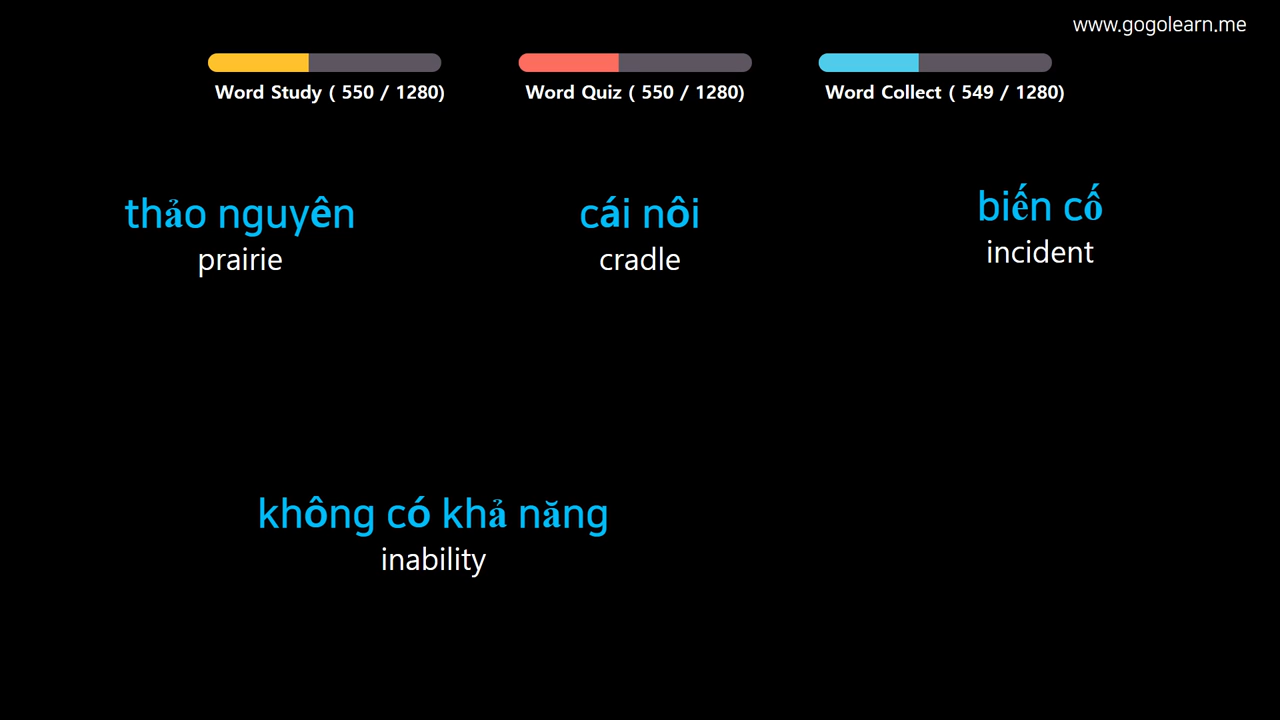 www.gogolearn.me
Word Study ( 550 / 1280)
Word Quiz ( 550 / 1280)
Word Collect ( 549 / 1280)
thảo nguyên
prairie
cái nôi
cradle
biến cố
incident
không có khả năng
inability